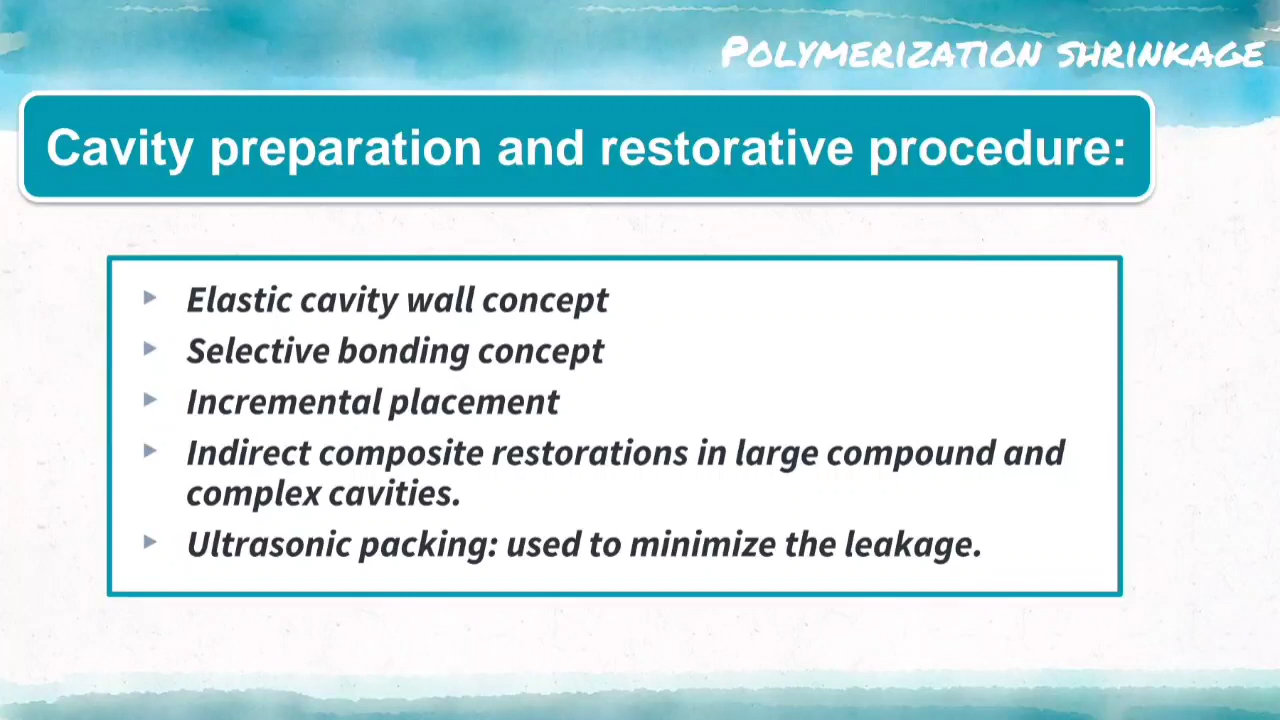 Polymerization shrinkage
Cavity preparation and restorative procedure:
Elastic cavity wall concept
Selective bonding concept
Incremental placement
Indirect composite restorations in large compound and
complex cavities.
Ultrasonic packing: used to minimize the leakage.